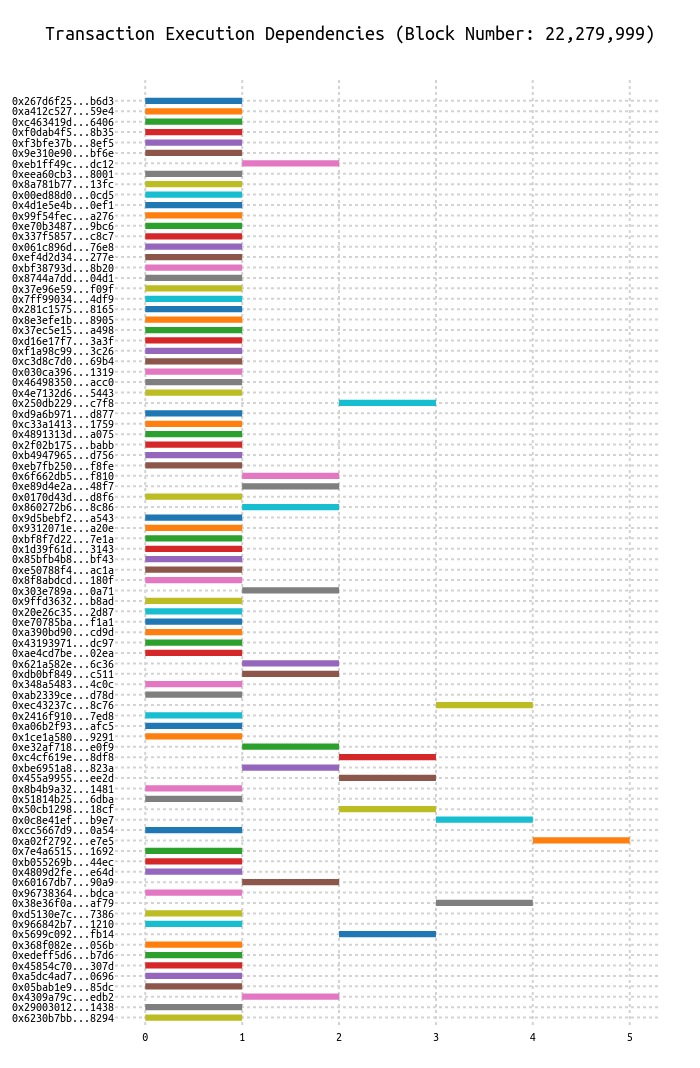 Transaction Execution Dependencies (Block Number: 22,279,999)
0x267d6f25...b6d3
0xa412c527...59e4
0xc463419d...6406
0xf0dab4f5...8b35
0xf3bfe37b...8ef5
0x9e310e90...bf6e
0xeb1ff49c...dc12
0xeea60cb3...8001
0x8a781b77...13fc
0x00ed88d0...0cd5
0x4d1e5e4b...0ef1
0x99f54fec...a276
0xe70b3487...9bc6
0x337f5857...c8c7
0x061c896d...76e8
0xef4d2d34...277e
0xbf38793d...8b20
0x8744a7dd...04d1
0x37e96e59...f09f
0x7ff99034...4df9
0x281c1575...8165
0x8e3efe1b...8905
0x37ec5e15...a498
0xd16e17f7...3a3f
0xf1a98c99...3c26
0xc3d8c7d0...69b4
0x030ca396...1319
0x46498350...acc0
0x4e7132d6...5443
0x250db229...c7f8
0xd9a6b971...d877
0xc33a1413...1759
0x4891313d...a075
0x2f02b175...babb
0xb4947965...d756
0xeb7fb250...f8fe
0x6f662db5...f810
0xe89d4e2a...48f7
0x0170d43d...d8f6
0x860272b6...8c86
0x9d5bebf2...a543
0x9312071e...a20e
0xbf8f7d22...7e1a
0x1d39f61d...3143
0x85bfb4b8...bf43
0xe50788f4...ac1a
0x8f8abdcd...180f
0x303e789a...0a71
0x9ffd3632...b8ad
0x20e26c35...2d87
0xe70785ba...f1a1
0xa390bd90...cd9d
0x43193971...dc97
0xae4cd7be...02ea
0x621a582e...6c36
0xdb0bf849...c511
0x348a5483...4c0c
0xab2339ce...d78d
0xec43237c...8c76
0x2416f910...7ed8
0xa06b2f93...afc5
0x1ce1a580...9291
0xe32af718...e0f9
0xc4cf619e...8df8
0xbe6951a8...823a
0x455a9955...ee2d
0x8b4b9a32...1481
0x51814b25...6dba
0x50cb1298...18cf
0x0c8e41ef...b9e7
0xcc5667d9...0a54
0xa02f2792...e7e5
0x7e4a6515...1692
0xb055269b...44ec
0x4809d2fe...e64d
0x60167db7...90a9
0x96738364...bdca
0x38e36f0a...af79
0xd5130e7c...7386
0x966842b7...1210
0x5699c092...fb14
0x368f082e...056b
0xedeff5d6...b7d6
0x45854c70...307d
0xa5dc4ad7...0696
0x05bab1e9...85dc
0x4309a79c...edb2
0x29003012...1438
0x6230b7bb...8294
0 1 2 3 4 5